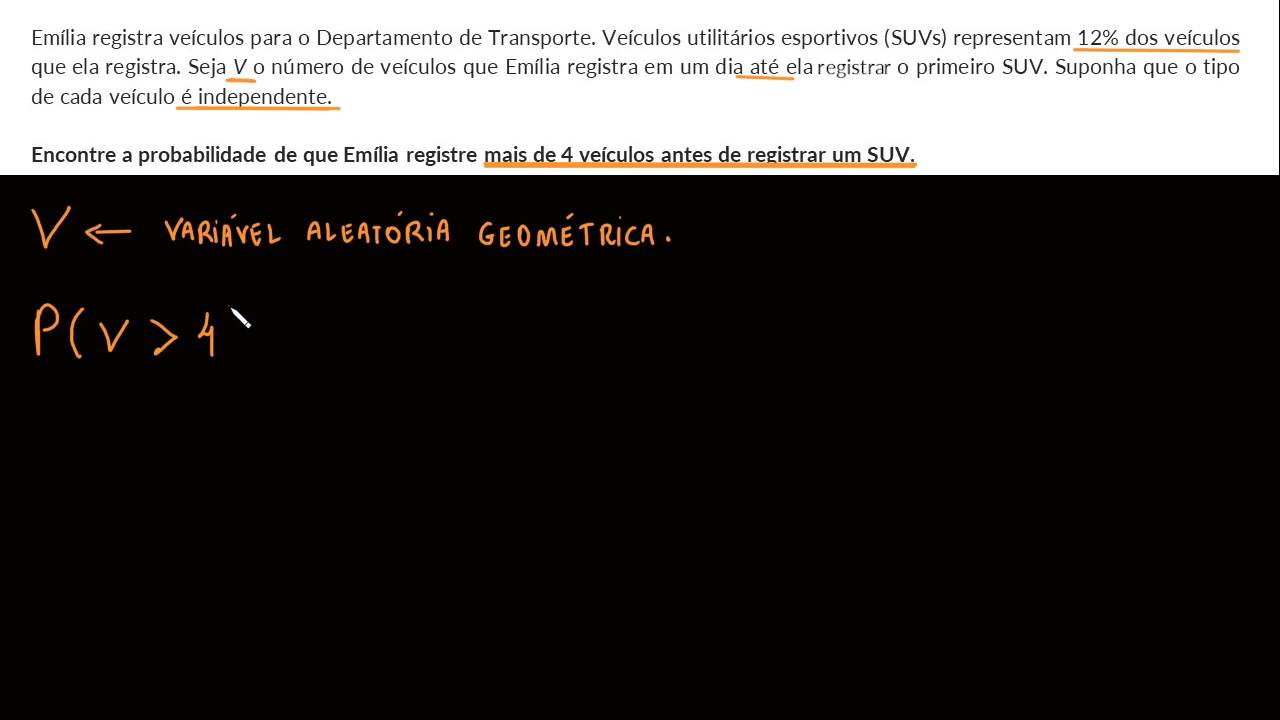 Emília registra veículos para o Departamento de Transporte. Veículos utilitários esportivos (SUVs) representam 12% dos veículos
que ela registra. Seja V o número de veículos que Emília registra em um dia até ela registrar o primeiro SUV. Suponha que o tipo
de cada veículo é independente.
Encontre a probabilidade de que Emília registre mais de 4 veículos antes de registrar um SUV.
V ← VARIÁVEL ALEATÓRIA GEOMÉTRICA.
P(V > 4